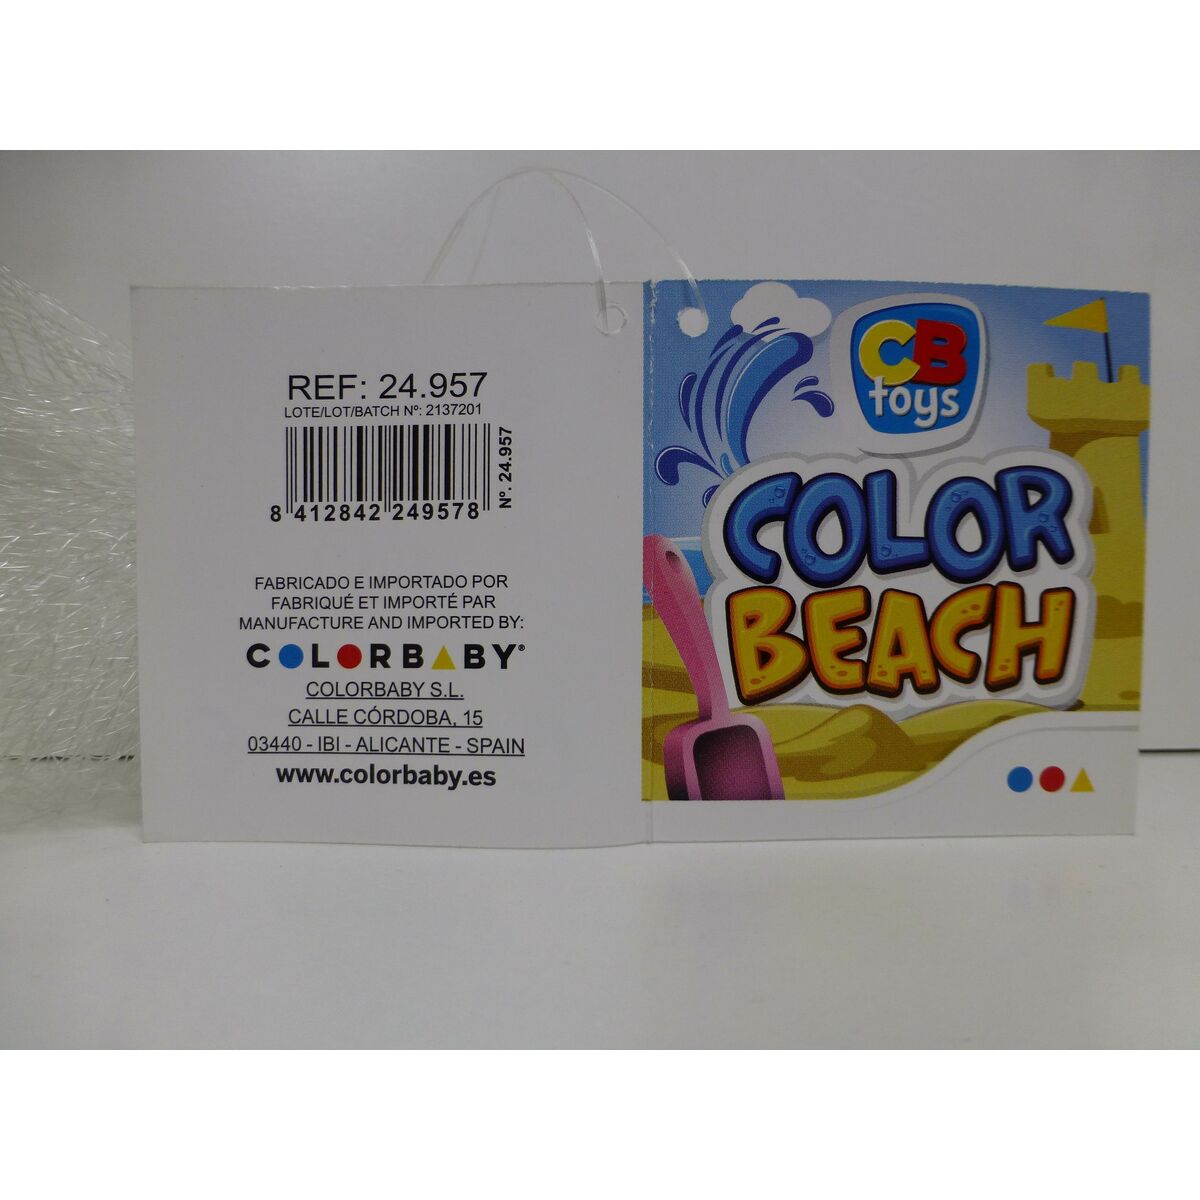 REF: 24.957
LOTE/LOT/BATCH Nº: 2137201
Nº. 24.957
8 412842 249578
FABRICADO E IMPORTADO POR
FABRIQUÉ ET IMPORTÉ PAR
MANUFACTURE AND IMPORTED BY:
COLORBABY®
COLORBABY S.L.
CALLE CÓRDOBA, 15
03440 - IBI - ALICANTE - SPAIN
www.colorbaby.es
CB
toys
COLOR
BEACH